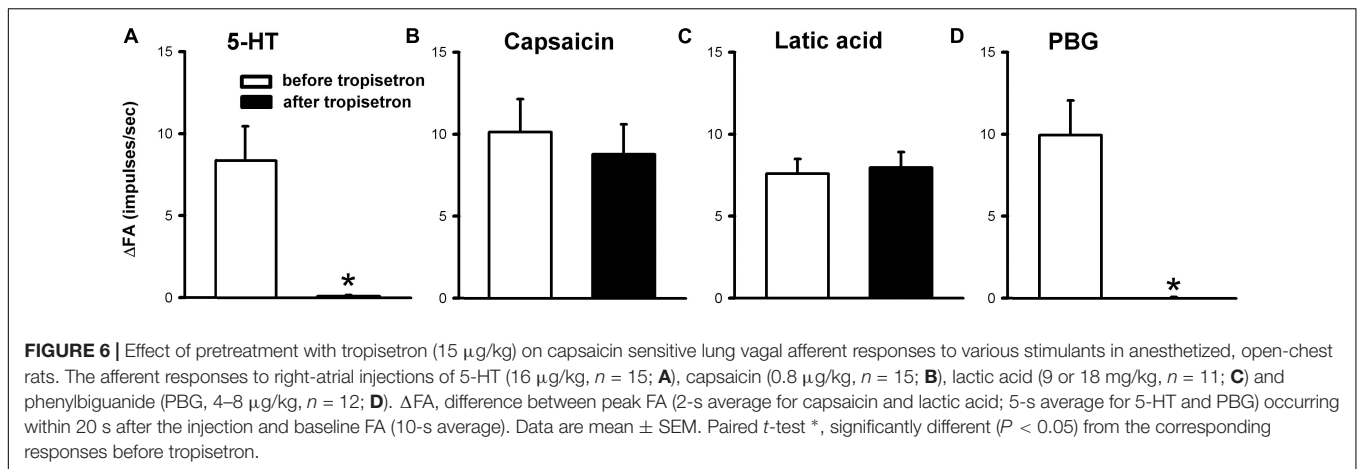 A 5-HT B Capsaicin C Latic acid D PBG
before tropisetron
after tropisetron
ΔFA (impulses/sec)
15
10
5
0
*
15
10
5
0
15
10
5
0
15
10
5
0
*
FIGURE 6 | Effect of pretreatment with tropisetron (15 μg/kg) on capsaicin sensitive lung vagal afferent responses to various stimulants in anesthetized, open-chest
rats. The afferent responses to right-atrial injections of 5-HT (16 μg/kg, n = 15; A), capsaicin (0.8 μg/kg, n = 15; B), lactic acid (9 or 18 mg/kg, n = 11; C) and
phenylbiguanide (PBG, 4–8 μg/kg, n = 12; D). ΔFA, difference between peak FA (2-s average for capsaicin and lactic acid; 5-s average for 5-HT and PBG) occurring
within 20 s after the injection and baseline FA (10-s average). Data are mean ± SEM. Paired t-test *, significantly different (P < 0.05) from the corresponding
responses before tropisetron.